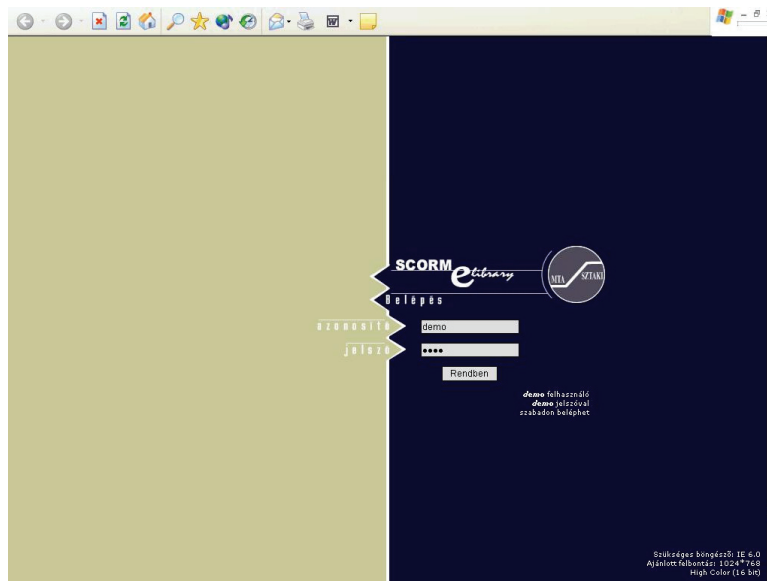 SCORM
elibrary
MTA
SZTAKI
Belépés
azonosító
demo
jelszó
••••
Rendben
demo felhasználó
demo jelszóval
szabadon beléphet
Szükséges böngésző: IE 6.0
Ajánlott felbontás: 1024*768
High Color (16 bit)